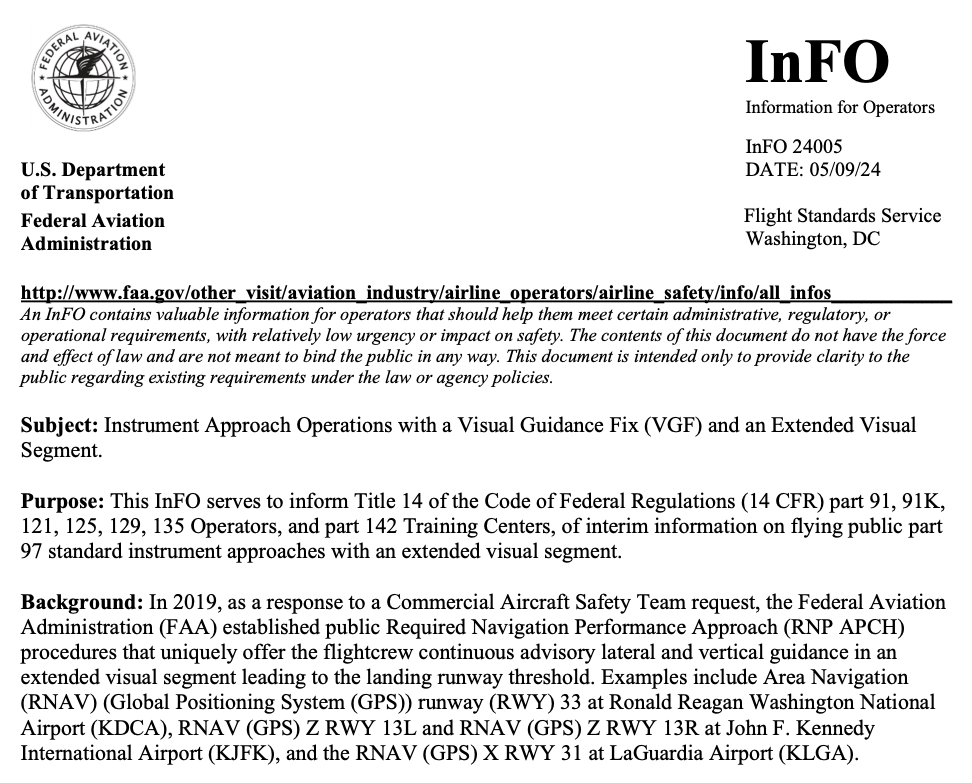 FEDERAL AVIATION
ADMINISTRATION
InFO
Information for Operators
InFO 24005
DATE: 05/09/24
Flight Standards Service
Washington, DC
U.S. Department
of Transportation
Federal Aviation
Administration
http://www.faa.gov/other_visit/aviation_industry/airline_operators/airline_safety/info/all_infos
An InFO contains valuable information for operators that should help them meet certain administrative, regulatory, or
operational requirements, with relatively low urgency or impact on safety. The contents of this document do not have the force
and effect of law and are not meant to bind the public in any way. This document is intended only to provide clarity to the
public regarding existing requirements under the law or agency policies.
Subject: Instrument Approach Operations with a Visual Guidance Fix (VGF) and an Extended Visual
Segment.
Purpose: This InFO serves to inform Title 14 of the Code of Federal Regulations (14 CFR) part 91, 91K,
121, 125, 129, 135 Operators, and part 142 Training Centers, of interim information on flying public part
97 standard instrument approaches with an extended visual segment.
Background: In 2019, as a response to a Commercial Aircraft Safety Team request, the Federal Aviation
Administration (FAA) established public Required Navigation Performance Approach (RNP APCH)
procedures that uniquely offer the flightcrew continuous advisory lateral and vertical guidance in an
extended visual segment leading to the landing runway threshold. Examples include Area Navigation
(RNAV) (Global Positioning System (GPS)) runway (RWY) 33 at Ronald Reagan Washington National
Airport (KDCA), RNAV (GPS) Z RWY 13L and RNAV (GPS) Z RWY 13R at John F. Kennedy
International Airport (KJFK), and the RNAV (GPS) X RWY 31 at LaGuardia Airport (KLGA).